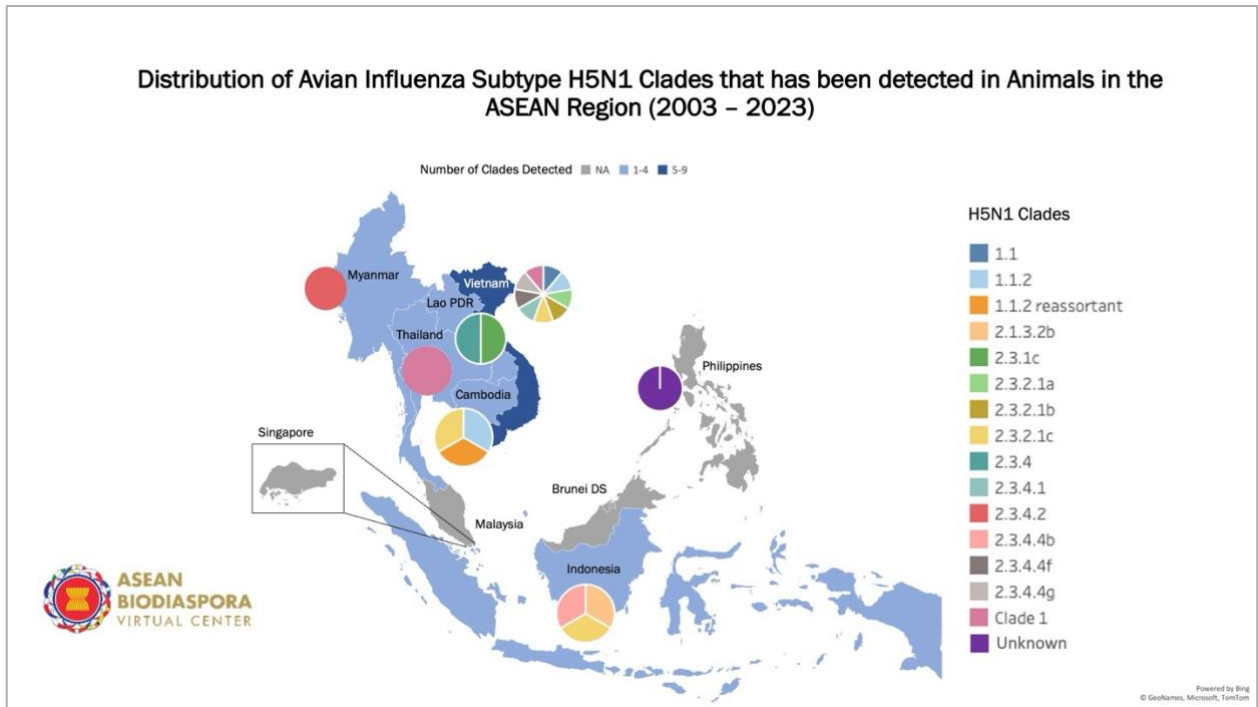 Distribution of Avian Influenza Subtype H5N1 Clades that has been detected in Animals in the
ASEAN Region (2003 – 2023)
Number of Clades Detected NA 1-4 5-9
H5N1 Clades
1.1
1.1.2
1.1.2 reassortant
2.1.3.2b
2.3.1c
2.3.2.1a
2.3.2.1b
2.3.2.1c
2.3.4
2.3.4.1
2.3.4.2
2.3.4.4b
2.3.4.4f
2.3.4.4g
Clade 1
Unknown
Myanmar
Vietnam
Lao PDR
Thailand
Cambodia
Philippines
Singapore
Brunei DS
Malaysia
Indonesia
ASEAN
BIODIASPORA
VIRTUAL CENTER
Powered by Bing
© GeoNames, Microsoft, TomTom